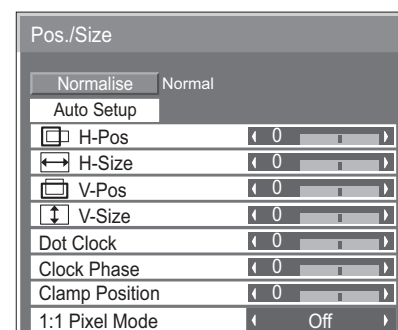 Pos./Size
Normalise Normal
Auto Setup
H-Pos 0
H-Size 0
V-Pos 0
V-Size 0
Dot Clock 0
Clock Phase 0
Clamp Position 0
1:1 Pixel Mode Off